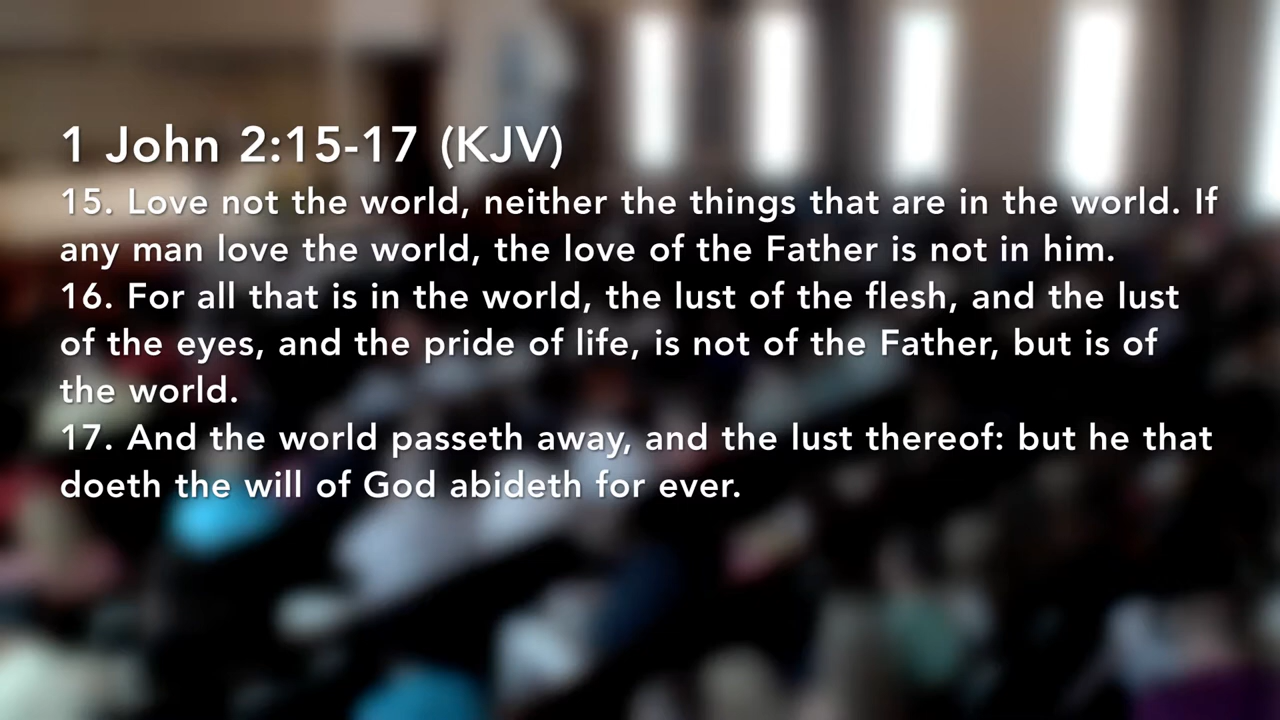 1 John 2:15-17 (KJV)
15. Love not the world, neither the things that are in the world. If
any man love the world, the love of the Father is not in him.
16. For all that is in the world, the lust of the flesh, and the lust
of the eyes, and the pride of life, is not of the Father, but is of
the world.
17. And the world passeth away, and the lust thereof: but he that
doeth the will of God abideth for ever.